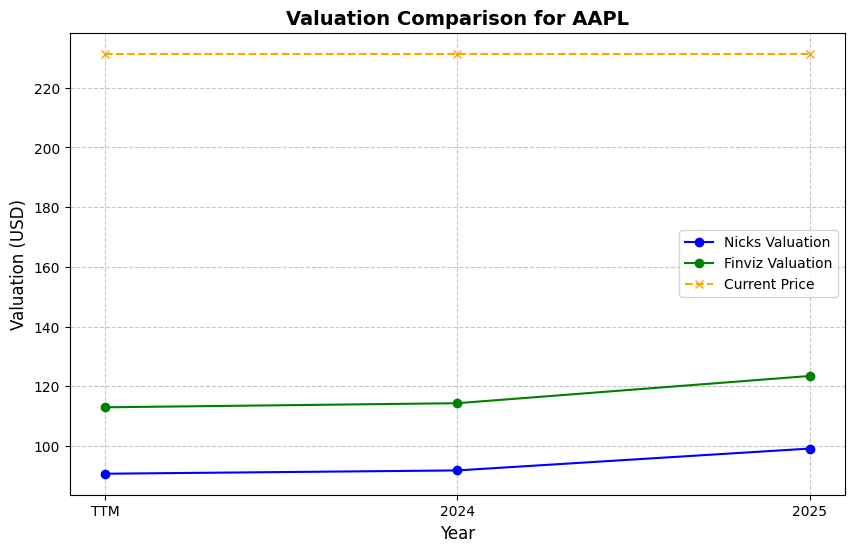 Valuation Comparison for AAPL
Valuation (USD)
220
200
180
160
140
120
100
Nicks Valuation
Finviz Valuation
Current Price
TTM
2024
2025
Year